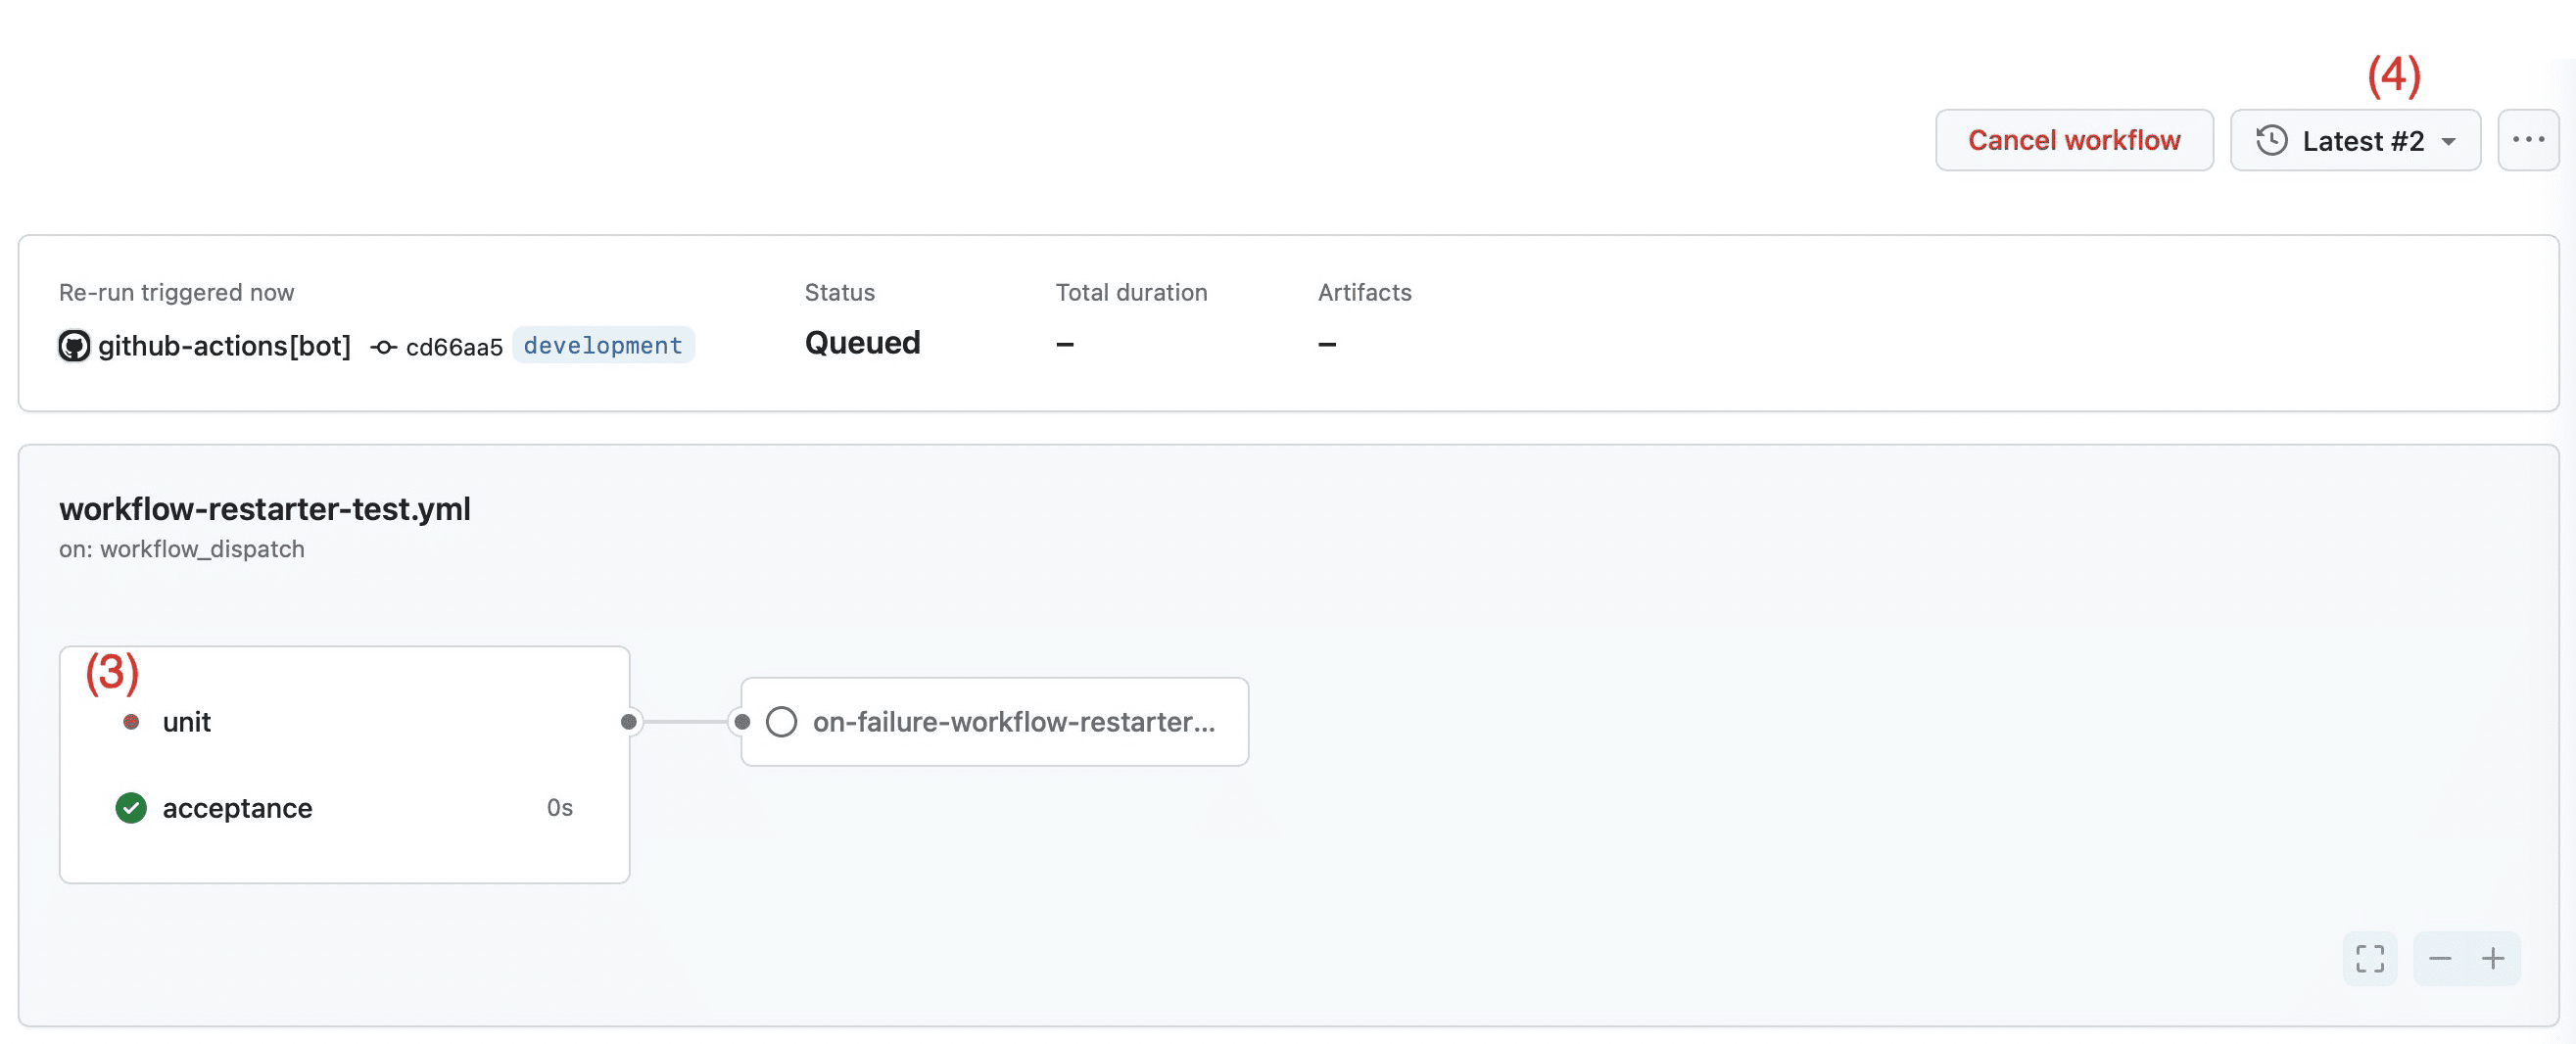 (4)
Cancel workflow Latest #2
Re-run triggered now Status Total duration Artifacts
github-actions[bot] cd66aa5 development Queued – –
workflow-restarter-test.yml
on: workflow_dispatch
(3)
unit
on-failure-workflow-restarter...
acceptance 0s